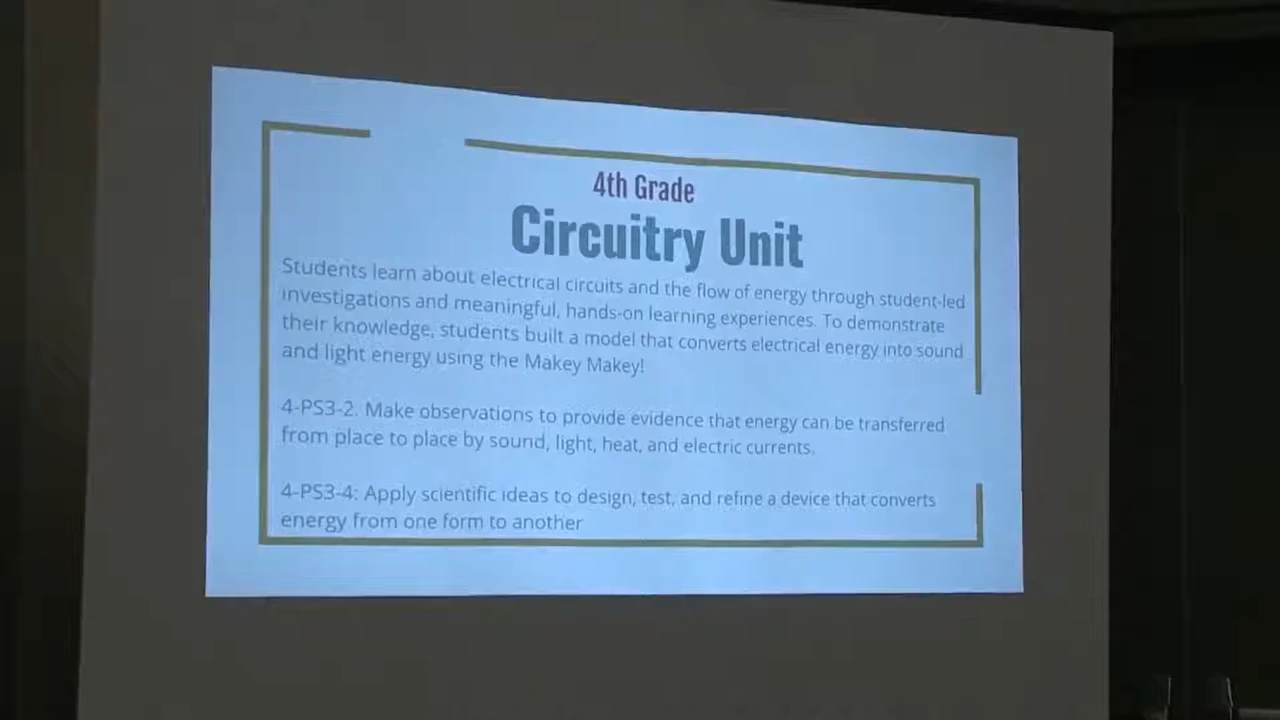 4th Grade
Circuitry Unit
Students learn about electrical circuits and the flow of energy through student-led
investigations and meaningful, hands-on learning experiences. To demonstrate
their knowledge, students built a model that converts electrical energy into sound
and light energy using the Makey Makey!
4-PS3-2. Make observations to provide evidence that energy can be transferred
from place to place by sound, light, heat, and electric currents.
4-PS3-4: Apply scientific ideas to design, test, and refine a device that converts
energy from one form to another